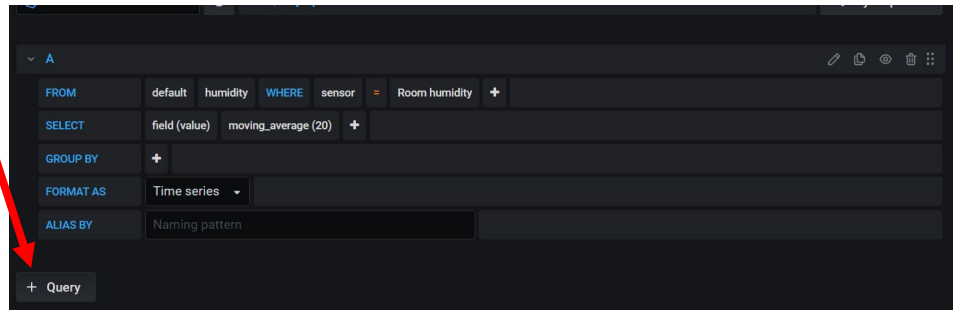 A
FROM default humidity WHERE sensor = Room humidity +
SELECT field (value) moving_average (20) +
GROUP BY +
FORMAT AS Time series
ALIAS BY Naming pattern
+ Query